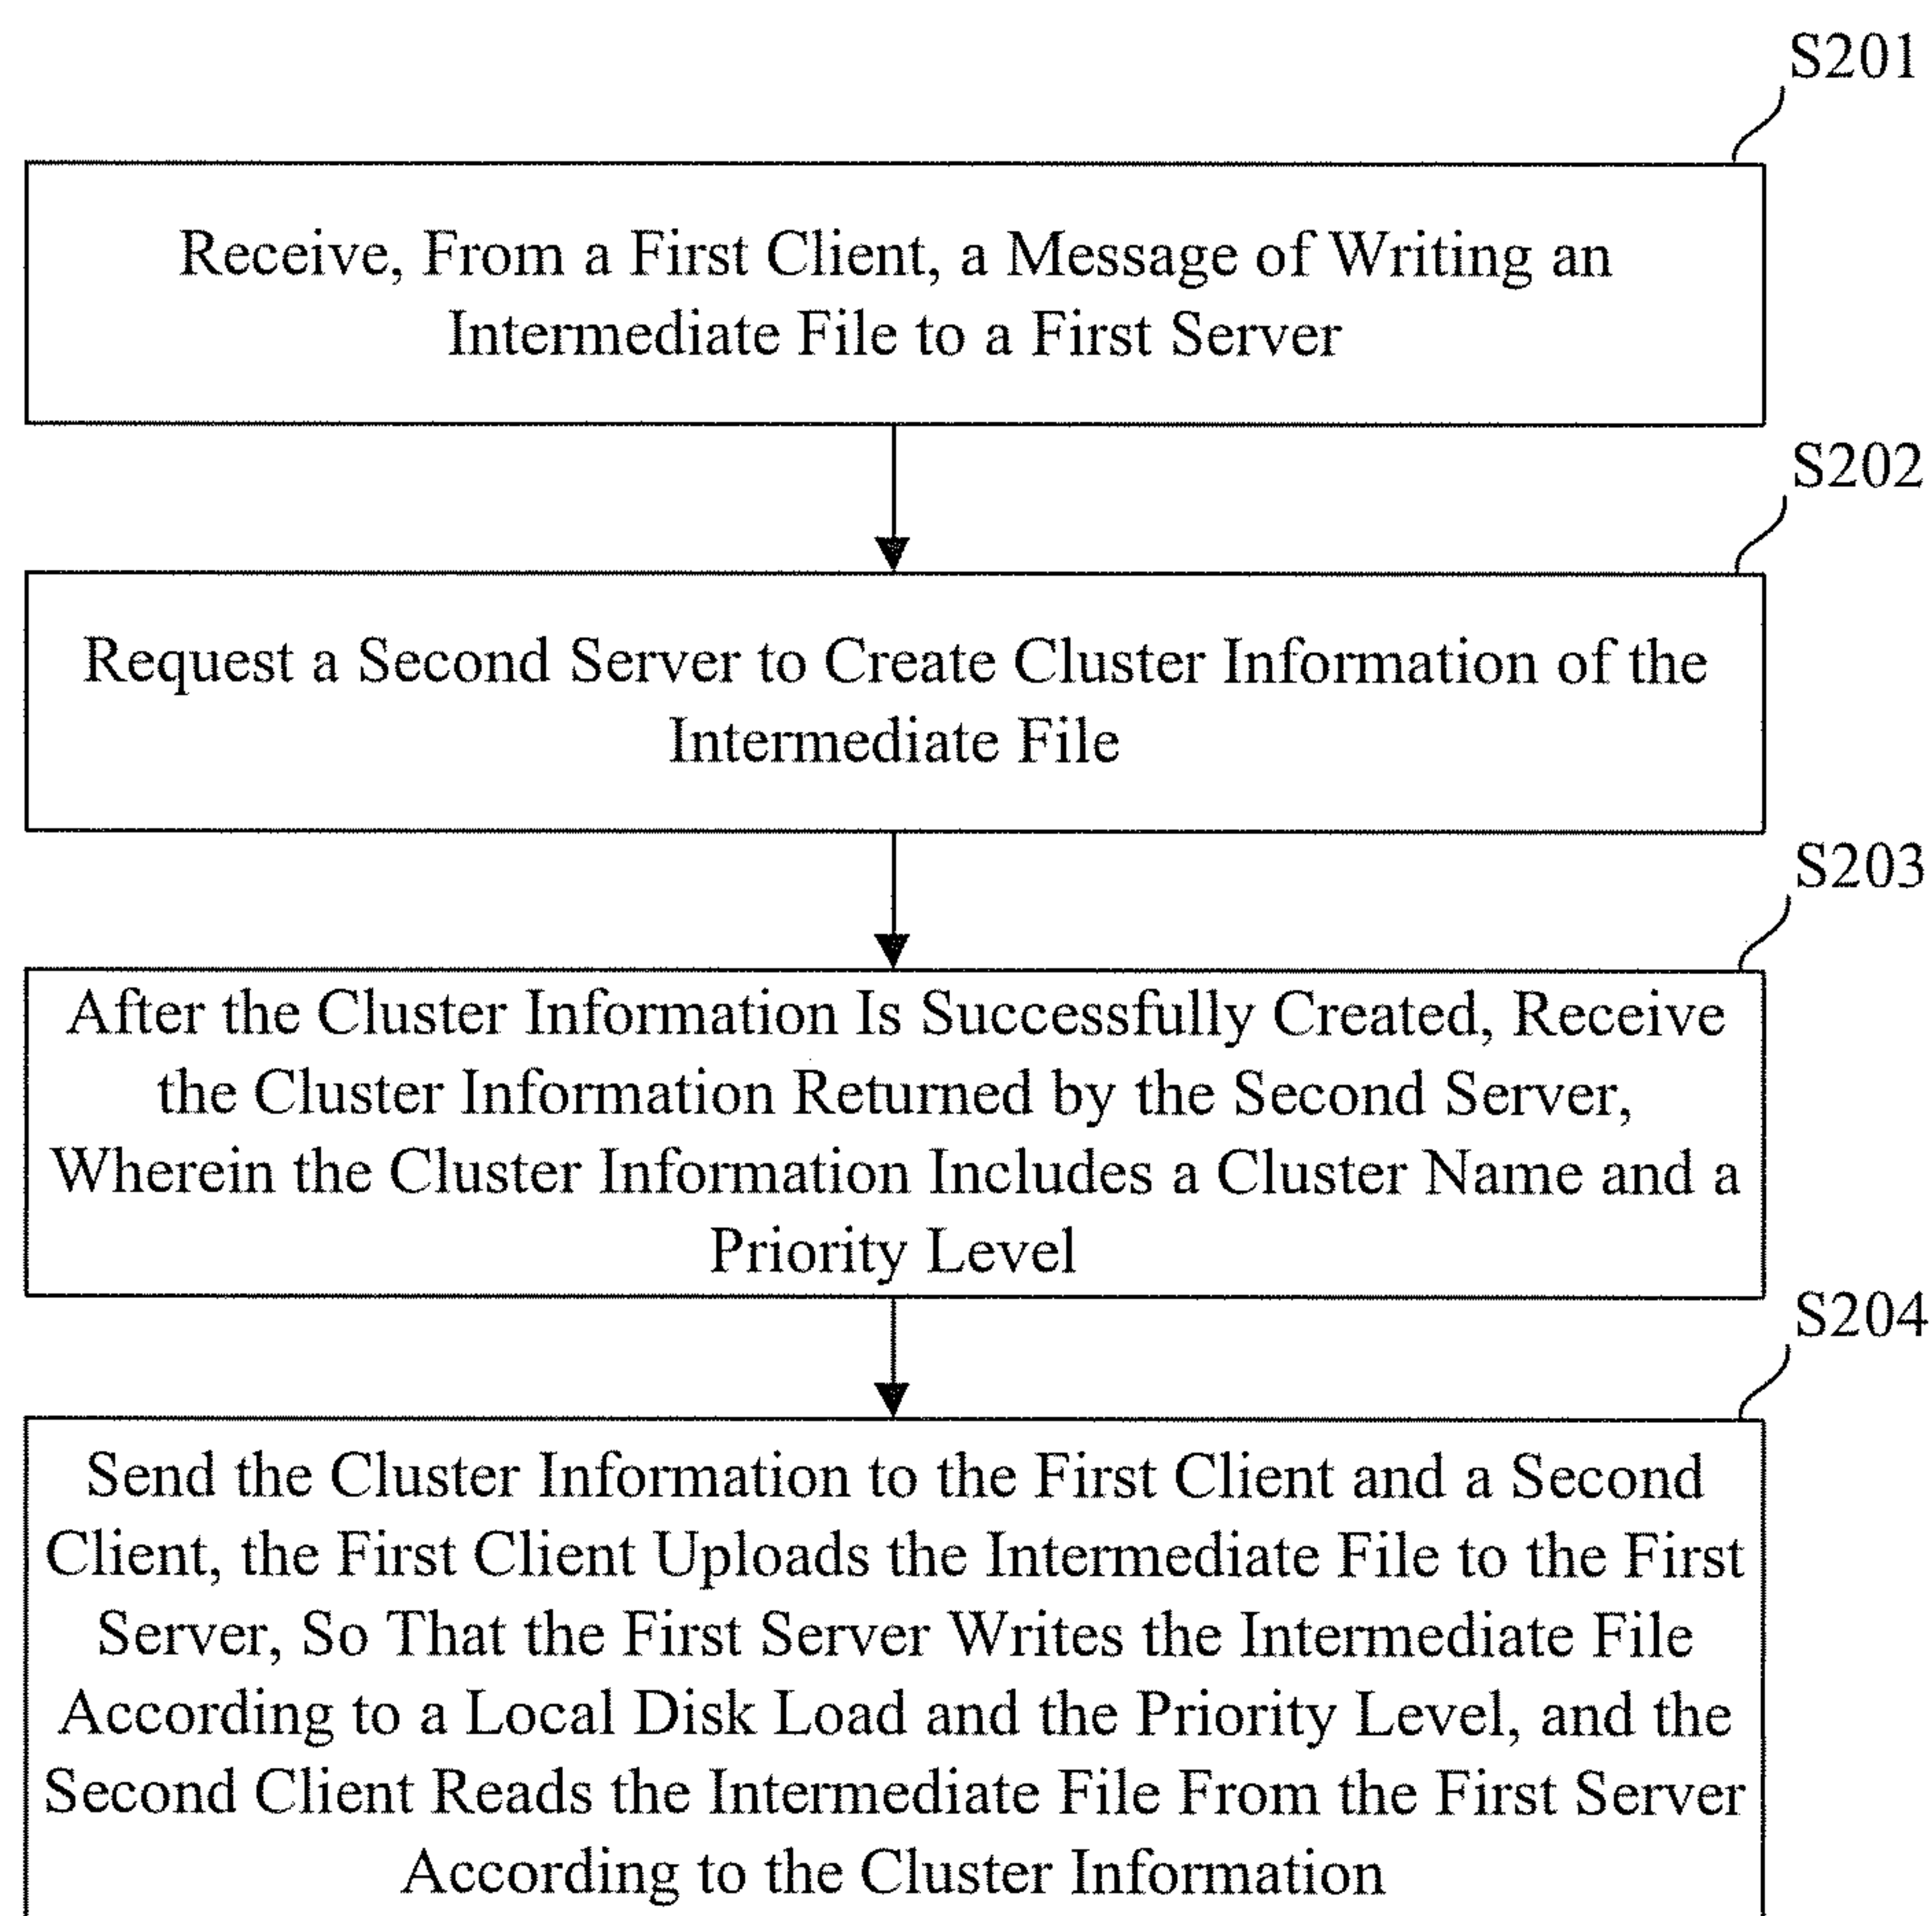 S201
Receive, From a First Client, a Message of Writing an
Intermediate File to a First Server
S202
Request a Second Server to Create Cluster Information of the
Intermediate File
S203
After the Cluster Information Is Successfully Created, Receive
the Cluster Information Returned by the Second Server,
Wherein the Cluster Information Includes a Cluster Name and a
Priority Level
S204
Send the Cluster Information to the First Client and a Second
Client, the First Client Uploads the Intermediate File to the First
Server, So That the First Server Writes the Intermediate File
According to a Local Disk Load and the Priority Level, and the
Second Client Reads the Intermediate File From the First Server
According to the Cluster Information